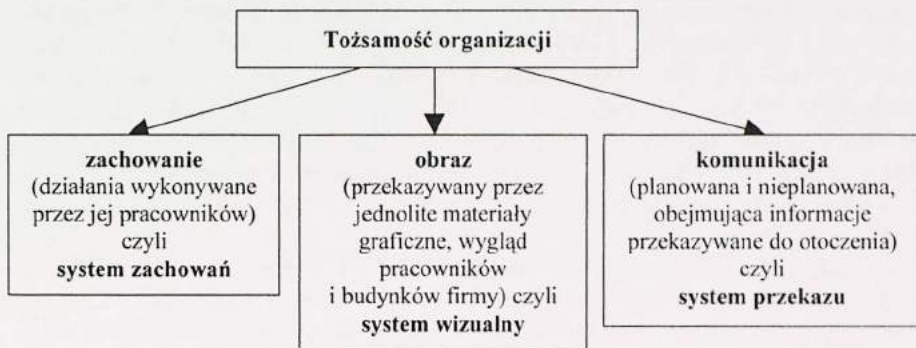 Tożsamość organizacji
zachowanie
(działania wykonywane
przez jej pracowników)
czyli
system zachowań
obraz
(przekazywany przez
jednolite materiały
graficzne, wygląd
pracowników
i budynków firmy) czyli
system wizualny
komunikacja
(planowana i nieplanowana,
obejmująca informacje
przekazywane do otoczenia)
czyli
system przekazu